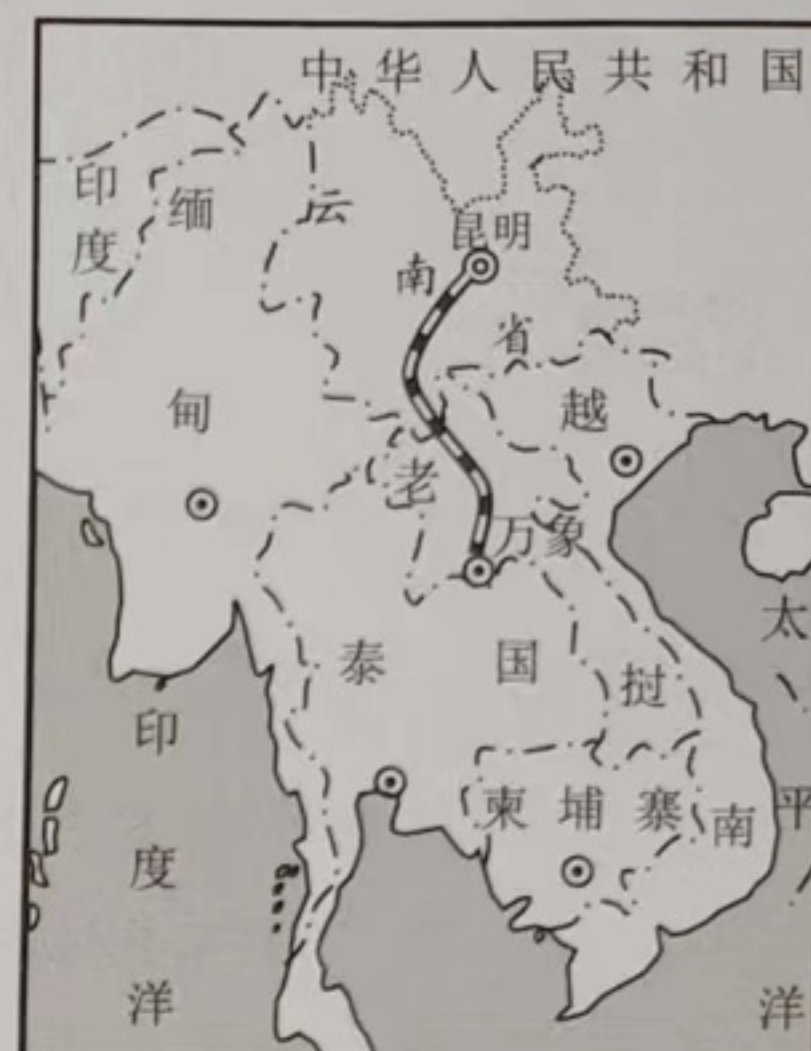 中华人民共和国
印度
缅甸
云南省
昆明
越南
老挝
万象
泰国
柬埔寨
印度洋
太平洋